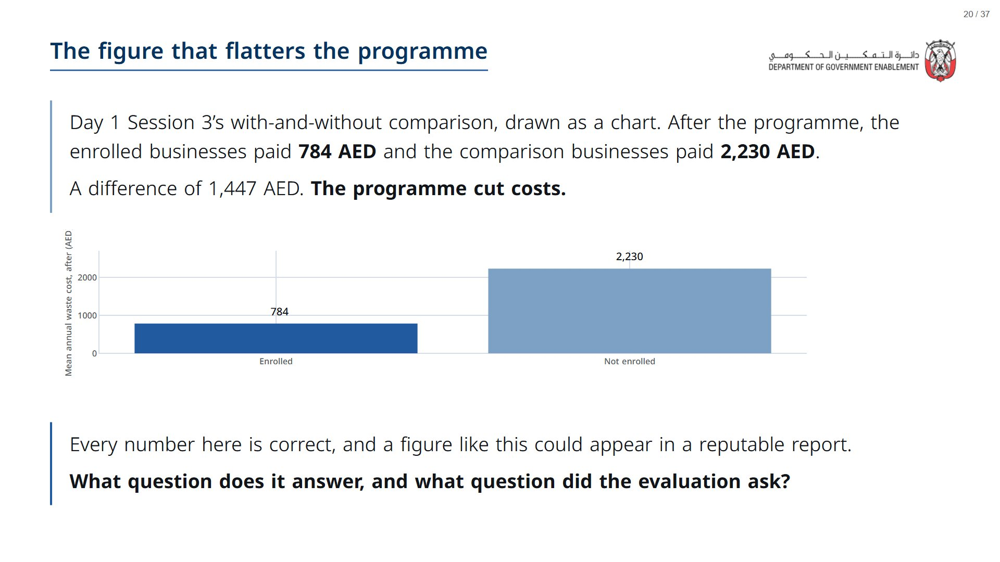 20 / 37
The figure that flatters the programme
دائـرة الـتـمـكـيـن الـحـكـومـي
DEPARTMENT OF GOVERNMENT ENABLEMENT
Day 1 Session 3’s with-and-without comparison, drawn as a chart. After the programme, the
enrolled businesses paid 784 AED and the comparison businesses paid 2,230 AED.
A difference of 1,447 AED. The programme cut costs.
Mean annual waste cost, after (AED
2000
1000
0
784
2,230
Enrolled
Not enrolled
Every number here is correct, and a figure like this could appear in a reputable report.
What question does it answer, and what question did the evaluation ask?